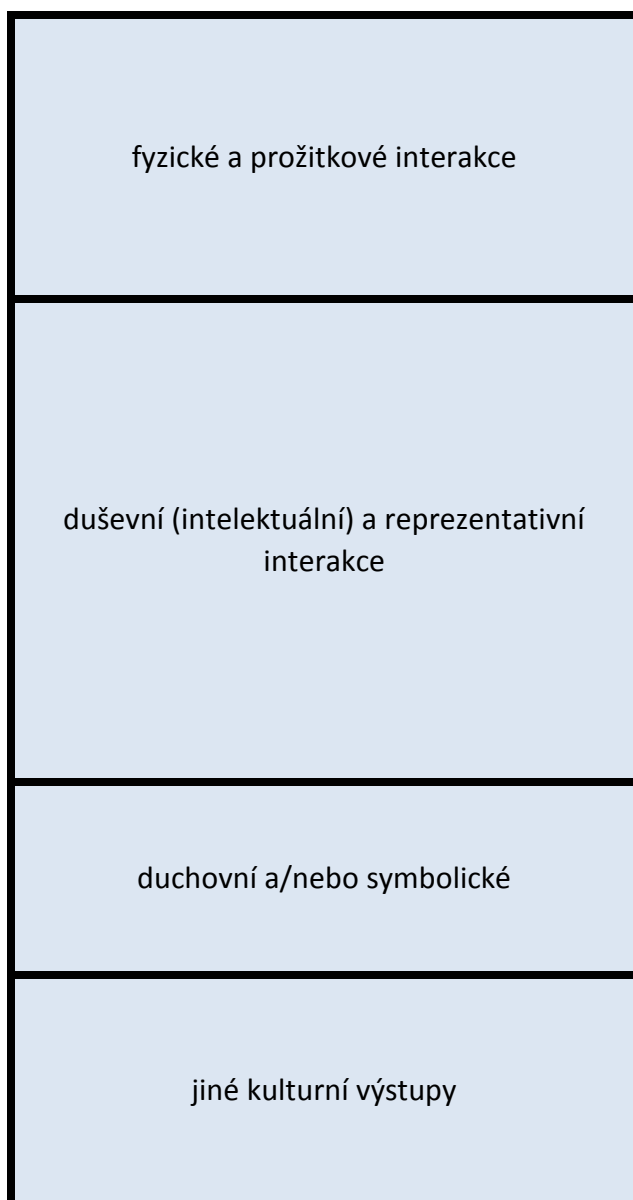 fyzické a prožitkové interakce
duševní (intelektuální) a reprezentativní
interakce
duchovní a/nebo symbolické
jiné kulturní výstupy